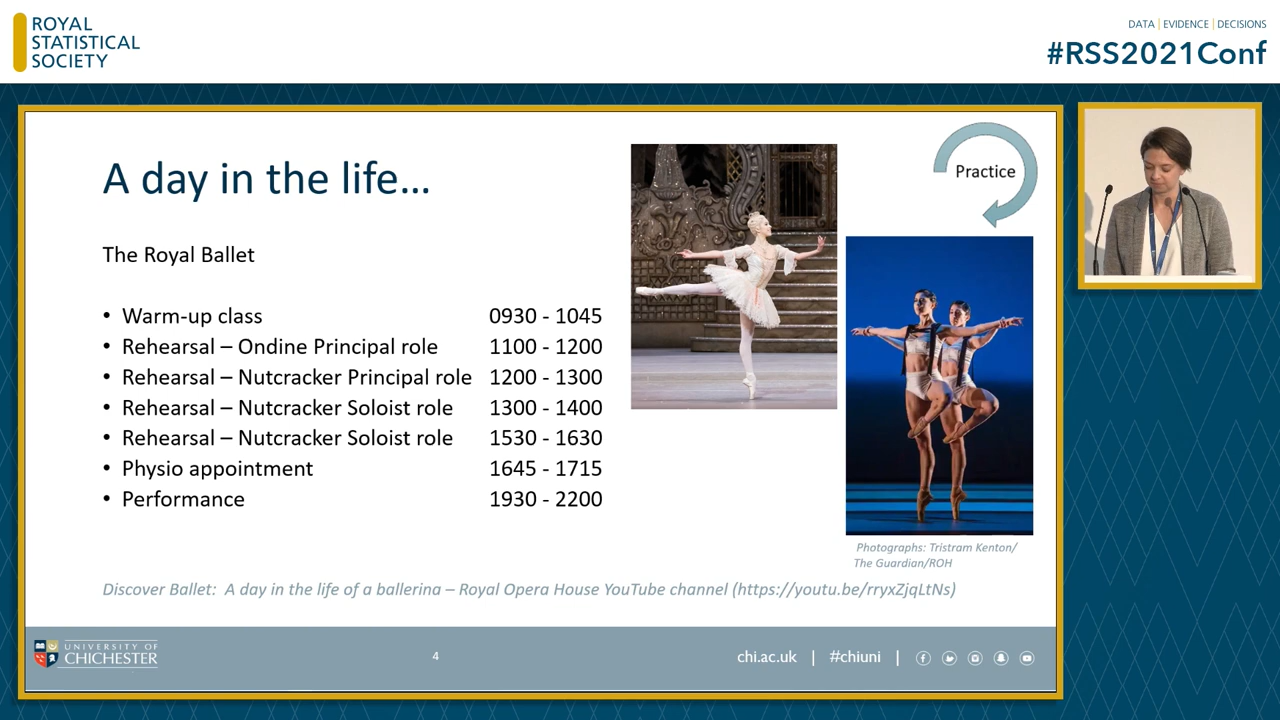 ROYAL
STATISTICAL
SOCIETY
DATA | EVIDENCE | DECISIONS
#RSS2021Conf
A day in the life…
Practice
The Royal Ballet
• Warm-up class 0930 - 1045
• Rehearsal – Ondine Principal role 1100 - 1200
• Rehearsal – Nutcracker Principal role 1200 - 1300
• Rehearsal – Nutcracker Soloist role 1300 - 1400
• Rehearsal – Nutcracker Soloist role 1530 - 1630
• Physio appointment 1645 - 1715
• Performance 1930 - 2200
Photographs: Tristram Kenton/
The Guardian/ROH
Discover Ballet: A day in the life of a ballerina – Royal Opera House YouTube channel (https://youtu.be/rryxZjqLtNs)
UNIVERSITY OF
CHICHESTER
4
chi.ac.uk | #chiuni |